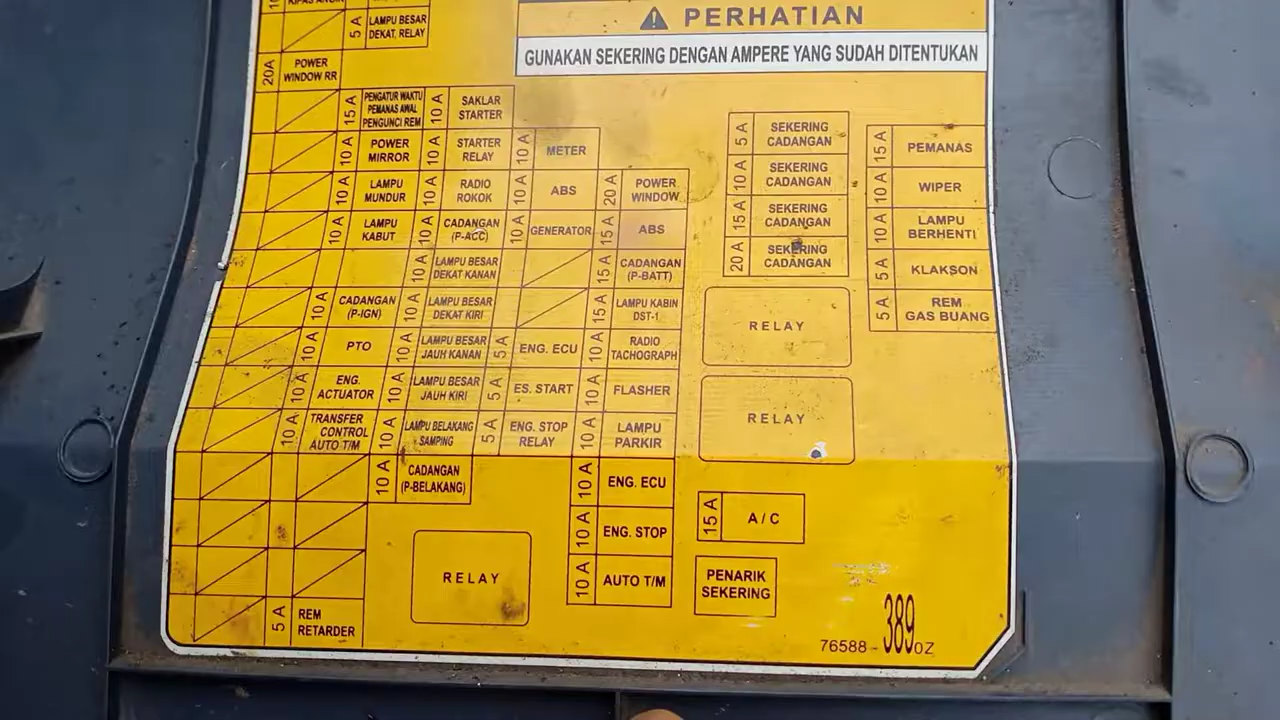 KIPAS ANGIN
5 A
LAMPU BESAR
DEKAT, RELAY
20A
POWER
WINDOW RR
⚠ PERHATIAN
GUNAKAN SEKERING DENGAN AMPERE YANG SUDAH DITENTUKAN
15 A
PENGATUR WAKTU
PEMANAS AWAL
PENGUNCI REM
10 A
SAKLAR
STARTER
10 A
POWER
MIRROR
10 A
STARTER
RELAY
10 A
METER
10 A
LAMPU
MUNDUR
10 A
RADIO
ROKOK
10 A
ABS
20 A
POWER
WINDOW
10 A
LAMPU
KABUT
10 A
CADANGAN
(P-ACC)
10 A
GENERATOR
15 A
ABS
10 A
LAMPU BESAR
DEKAT KANAN
15 A
CADANGAN
(P-BATT)
10 A
CADANGAN
(P-IGN)
10 A
LAMPU BESAR
DEKAT KIRI
15 A
LAMPU KABIN
DST-1
10 A
PTO
10 A
LAMPU BESAR
JAUH KANAN
5 A
ENG. ECU
10 A
RADIO
TACHOGRAPH
10 A
ENG.
ACTUATOR
10 A
LAMPU BESAR
JAUH KIRI
5 A
ES. START
10 A
FLASHER
10 A
TRANSFER
CONTROL
AUTO T/M
10 A
LAMPU BELAKANG
SAMPING
5 A
ENG. STOP
RELAY
10 A
LAMPU
PARKIR
10 A
CADANGAN
(P-BELAKANG)
10 A
ENG. ECU
10 A
ENG. STOP
10 A
AUTO T/M
5 A
REM
RETARDER
RELAY
5 A
SEKERING
CADANGAN
10 A
SEKERING
CADANGAN
15 A
SEKERING
CADANGAN
20 A
SEKERING
CADANGAN
15 A
PEMANAS
10 A
WIPER
10 A
LAMPU
BERHENTI
5 A
KLAKSON
5 A
REM
GAS BUANG
RELAY
RELAY
15 A
A/C
PENARIK
SEKERING
76588 - 3890Z